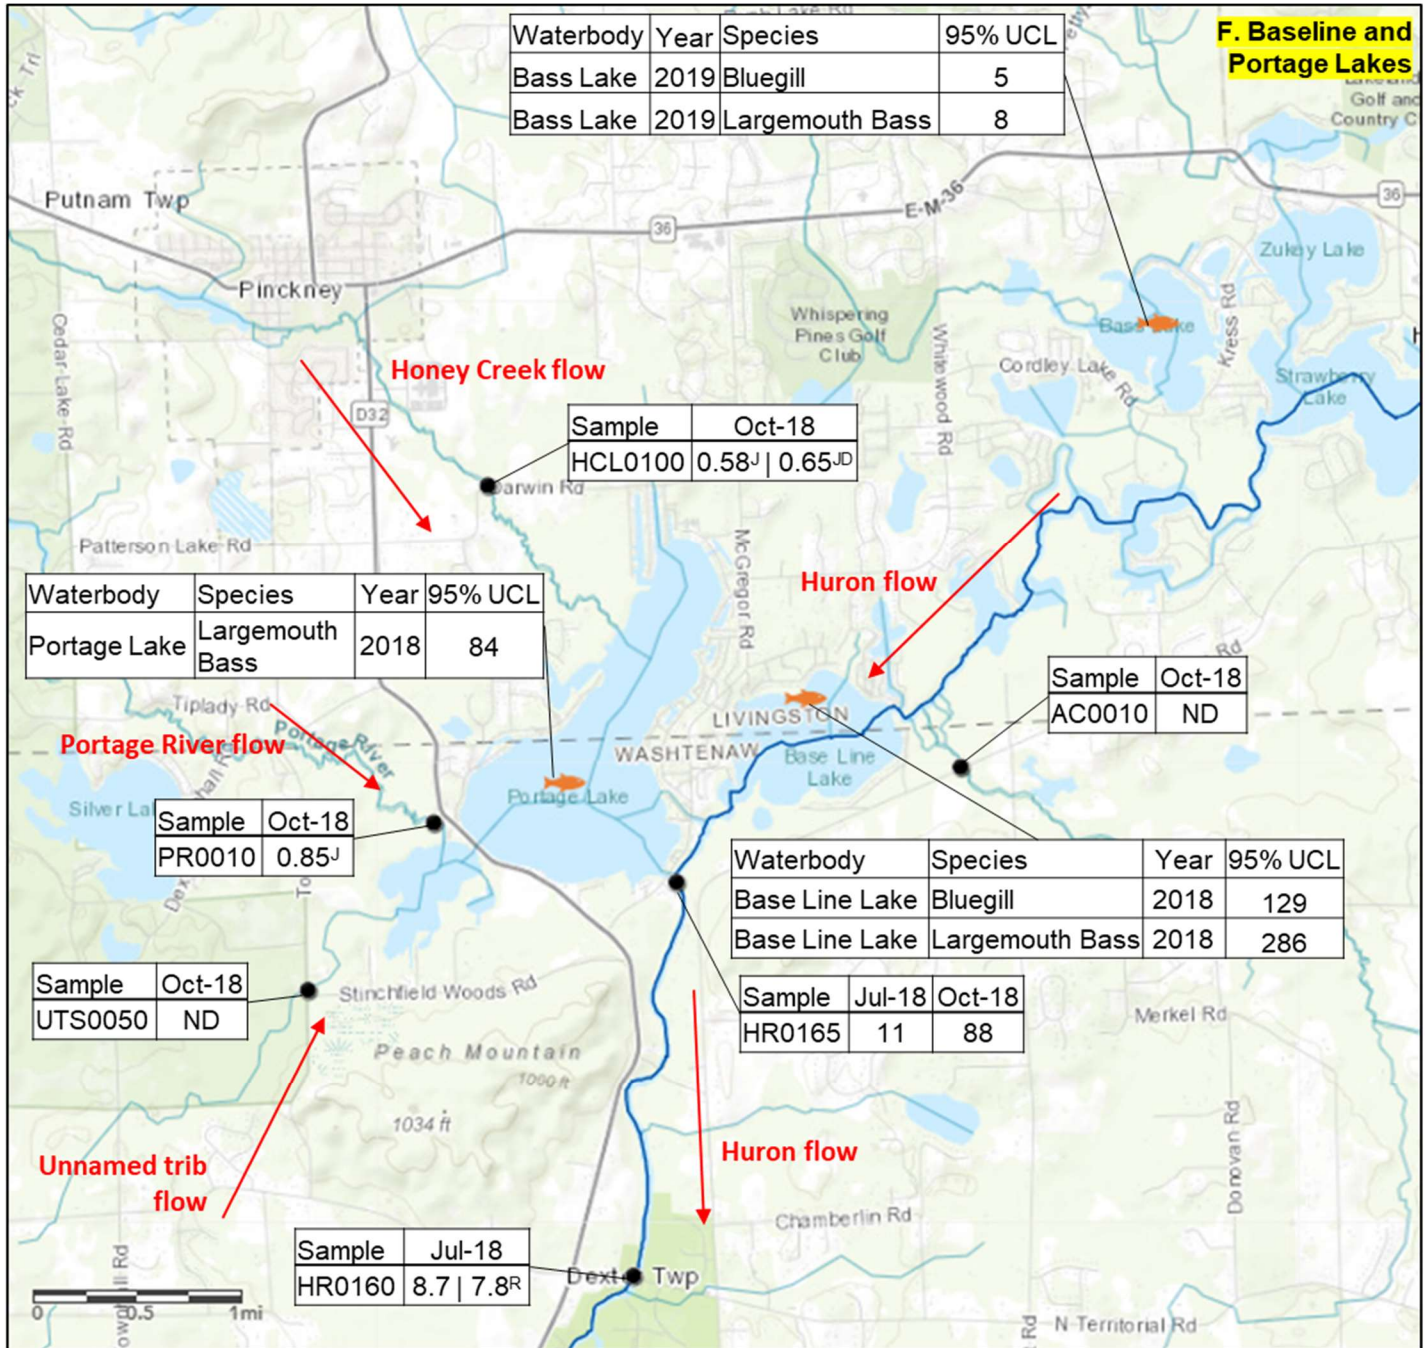 F. Baseline and
Portage Lakes
Waterbody Year Species 95% UCL
Bass Lake 2019 Bluegill 5
Bass Lake 2019 Largemouth Bass 8
Golf and
Country C
Putnam Twp
36
E-M-36
36
Zukey Lake
Pinckney
Whispering
Pines Golf
Club
Bass Lake
Kress Rd
Cedar Lake Rd
Whitewood Rd
Cordley Lake Rd
Strawberry
Lake
Honey Creek flow
D32
Sample Oct-18
HCL0100 0.58ᴶ | 0.65ᴶᴰ
Darwin Rd
Patterson Lake Rd
McGregor Rd
Huron flow
Waterbody Species Year 95% UCL
Portage Lake Largemouth
Bass 2018 84
Rd
Sample Oct-18
AC0010 ND
Tiplady Rd
Portage River
Portage River flow
LIVINGSTON
WASHTENAW
Base Line
Lake
Portage Lake
Silver La
Sample Oct-18
PR0010 0.85ᴶ
Waterbody Species Year 95% UCL
Base Line Lake Bluegill 2018 129
Base Line Lake Largemouth Bass 2018 286
Sample Oct-18
UTS0050 ND
Stinchfield Woods Rd
Sample Jul-18 Oct-18
HR0165 11 88
Merkel Rd
Peach Mountain
1000 ft
1034 ft
Donovan Rd
Unnamed trib
flow
Huron flow
Chamberlin Rd
Sample Jul-18
HR0160 8.7 | 7.8ᴿ
Dext Twp
0 0.5 1mi
Rd
N Territorial Rd